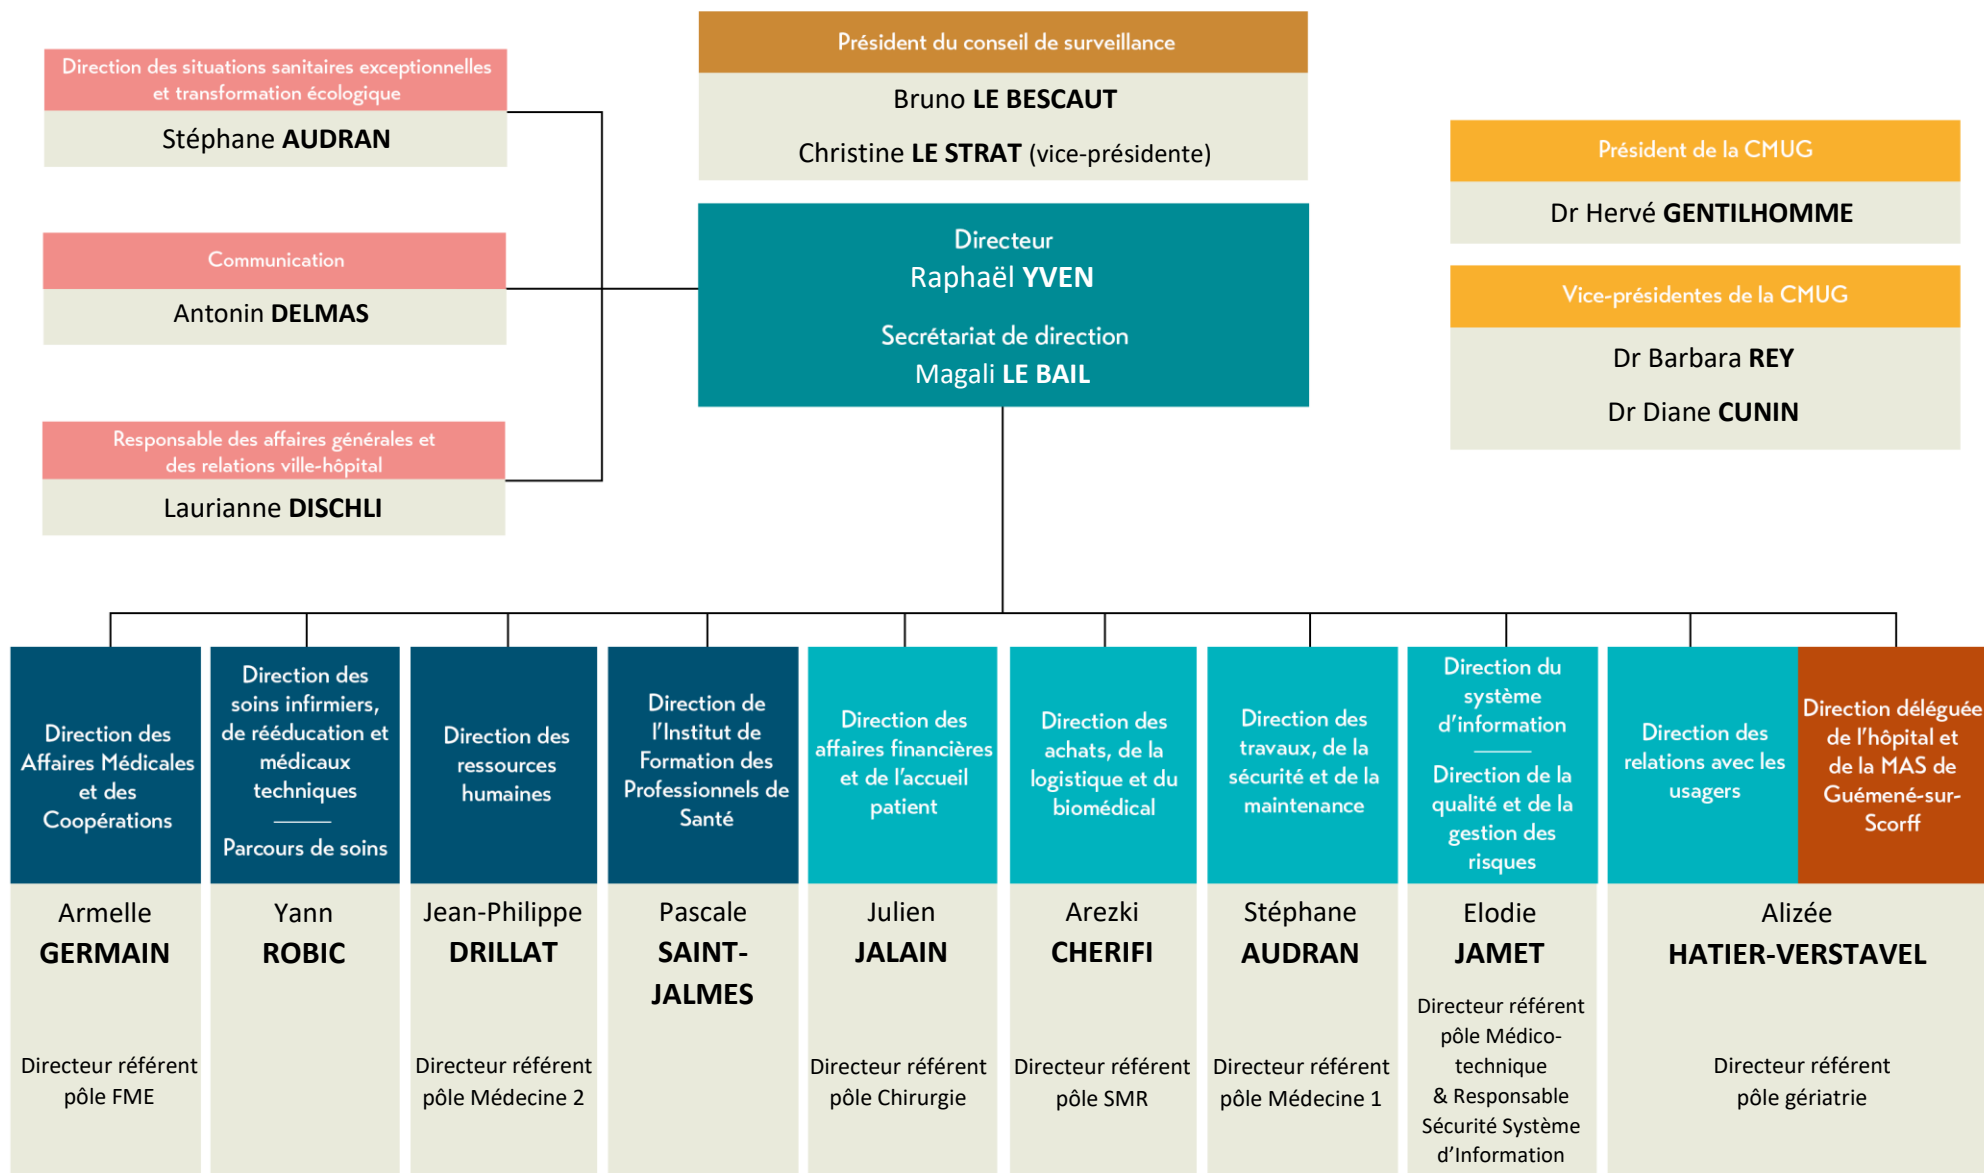 Direction des situations sanitaires exceptionnelles
et transformation écologique
Stéphane AUDRAN
Communication
Antonin DELMAS
Responsable des affaires générales et
des relations ville-hôpital
Laurianne DISCHLI
Président du conseil de surveillance
Bruno LE BESCAUT
Christine LE STRAT (vice-présidente)
Directeur
Raphaël YVEN
Secrétariat de direction
Magali LE BAIL
Président de la CMUG
Dr Hervé GENTILHOMME
Vice-présidentes de la CMUG
Dr Barbara REY
Dr Diane CUNIN
Direction des
Affaires Médicales
et des
Coopérations
Armelle
GERMAIN
Directeur référent
pôle FME
Direction des
soins infirmiers,
de rééducation et
médicaux
techniques
Parcours de soins
Yann
ROBIC
Direction des
ressources
humaines
Jean-Philippe
DRILLAT
Directeur référent
pôle Médecine 2
Direction de
l'Institut de
Formation des
Professionnels de
Santé
Pascale
SAINT-
JALMES
Direction des
affaires financières
et de l'accueil
patient
Julien
JALAIN
Directeur référent
pôle Chirurgie
Direction des
achats, de la
logistique et du
biomédical
Arezki
CHERIFI
Directeur référent
pôle SMR
Direction des
travaux, de la
sécurité et de la
maintenance
Stéphane
AUDRAN
Directeur référent
pôle Médecine 1
Direction du
système
d'information
Direction de la
qualité et de la
gestion des
risques
Elodie
JAMET
Directeur référent
pôle Médico-
technique
& Responsable
Sécurité Système
d'Information
Direction des
relations avec les
usagers
Direction déléguée
de l'hôpital et
de la MAS de
Guémené-sur-
Scorff
Alizée
HATIER-VERSTAVEL
Directeur référent
pôle gériatrie